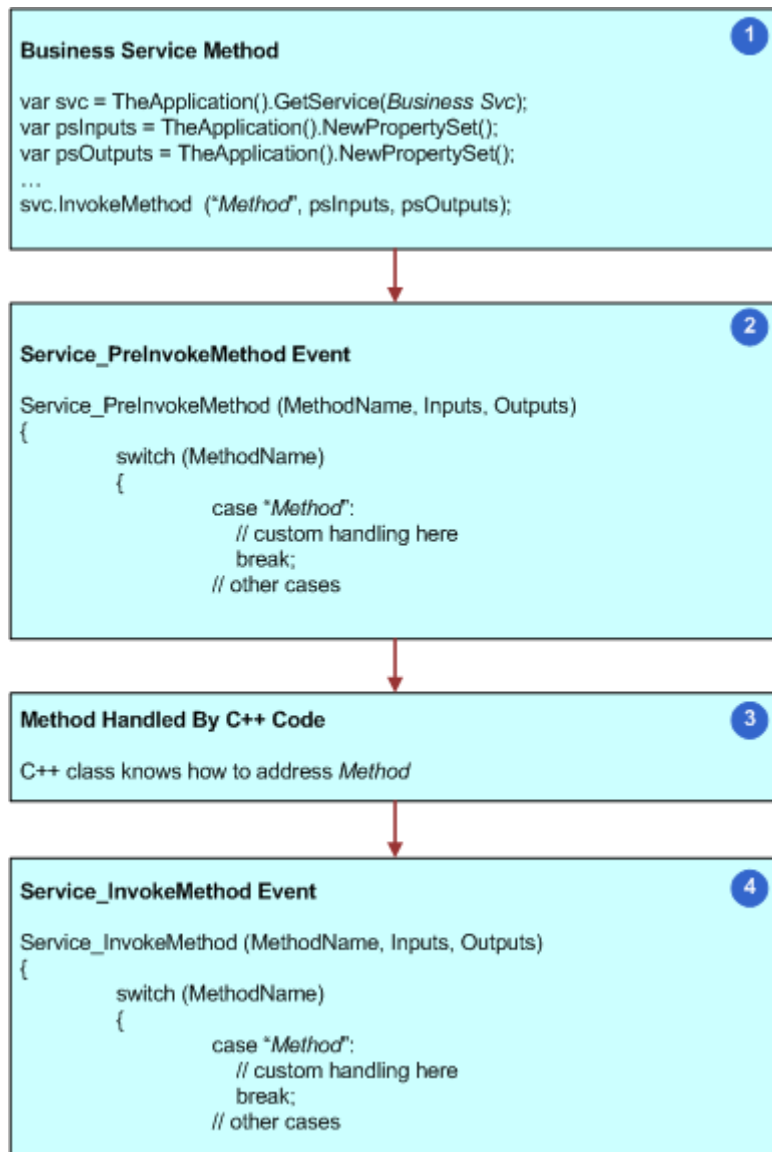 1
Business Service Method
var svc = TheApplication().GetService(Business Svc);
var psInputs = TheApplication().NewPropertySet();
var psOutputs = TheApplication().NewPropertySet();
…
svc.InvokeMethod (“Method”, psInputs, psOutputs);
2
Service_PreInvokeMethod Event
Service_PreInvokeMethod (MethodName, Inputs, Outputs)
{
switch (MethodName)
{
case “Method”:
// custom handling here
break;
// other cases
3
Method Handled By C++ Code
C++ class knows how to address Method
4
Service_InvokeMethod Event
Service_InvokeMethod (MethodName, Inputs, Outputs)
{
switch (MethodName)
{
case “Method”:
// custom handling here
break;
// other cases